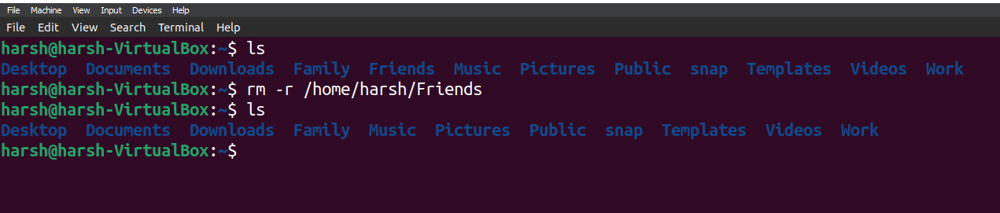 File Machine View Input Devices Help
File Edit View Search Terminal Help
harsh@harsh-VirtualBox:~$ ls
Desktop Documents Downloads Family Friends Music Pictures Public snap Templates Videos Work
harsh@harsh-VirtualBox:~$ rm -r /home/harsh/Friends
harsh@harsh-VirtualBox:~$ ls
Desktop Documents Downloads Family Music Pictures Public snap Templates Videos Work
harsh@harsh-VirtualBox:~$